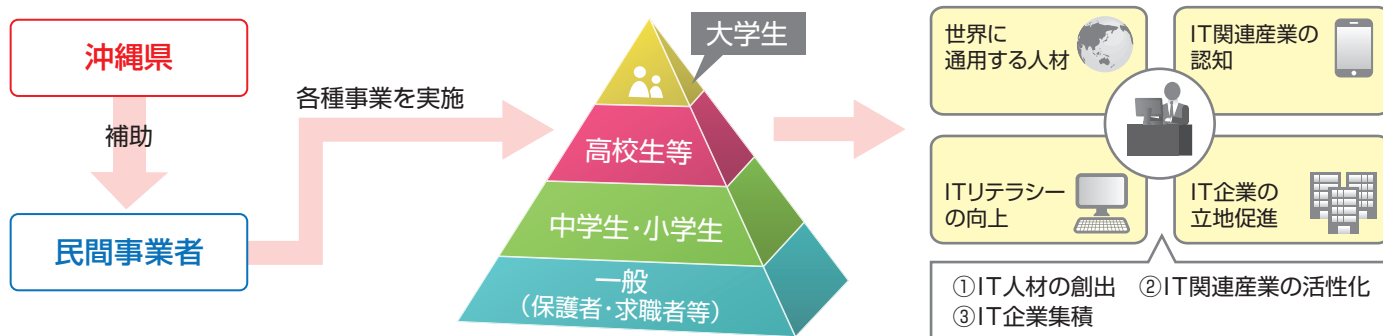 沖縄県
補助
民間事業者
各種事業を実施
大学生
高校生等
中学生・小学生
一般
(保護者・求職者等)
世界に
通用する人材
IT関連産業の
認知
ITリテラシー
の向上
IT企業の
立地促進
①IT人材の創出 ②IT関連産業の活性化
③IT企業集積